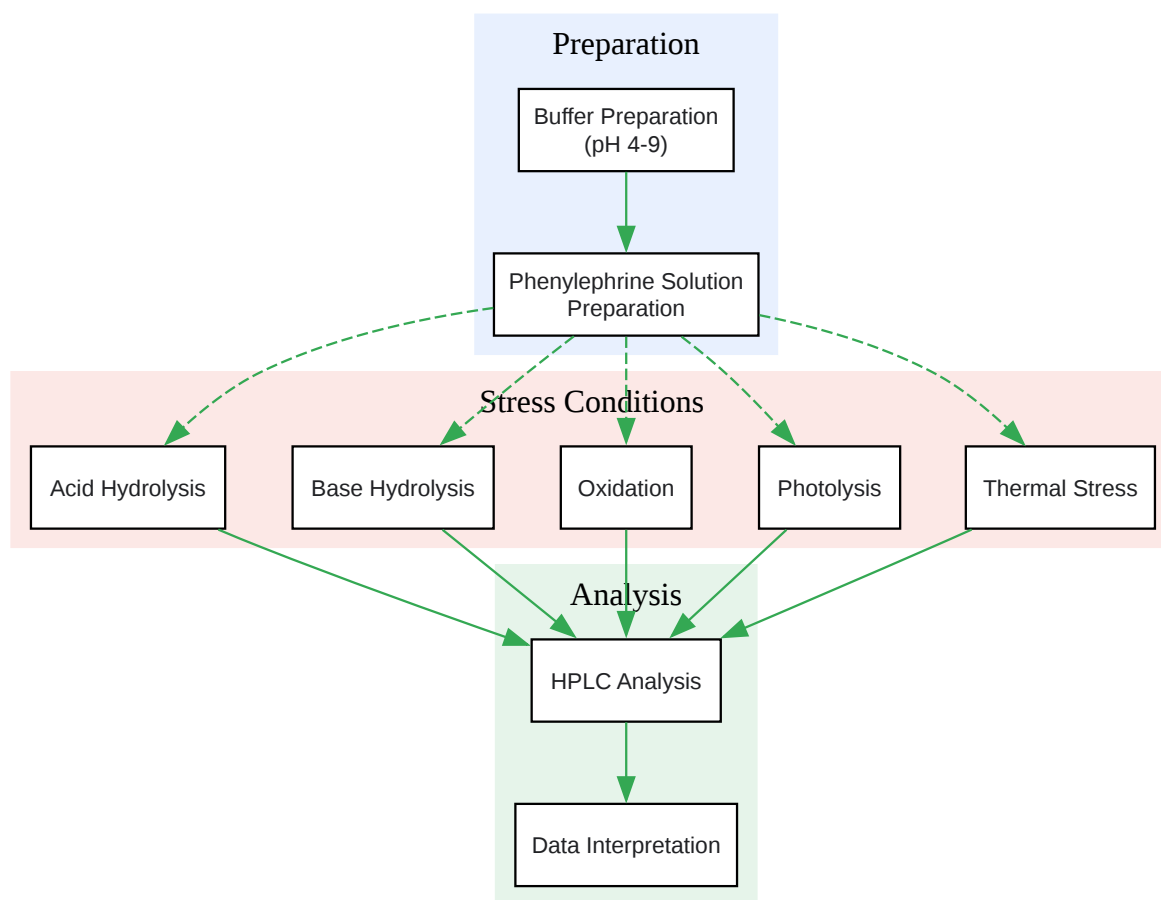 Preparation
Buffer Preparation
(pH 4-9)
Phenylephrine Solution
Preparation
Stress Conditions
Acid Hydrolysis
Base Hydrolysis
Oxidation
Photolysis
Thermal Stress
Analysis
HPLC Analysis
Data Interpretation